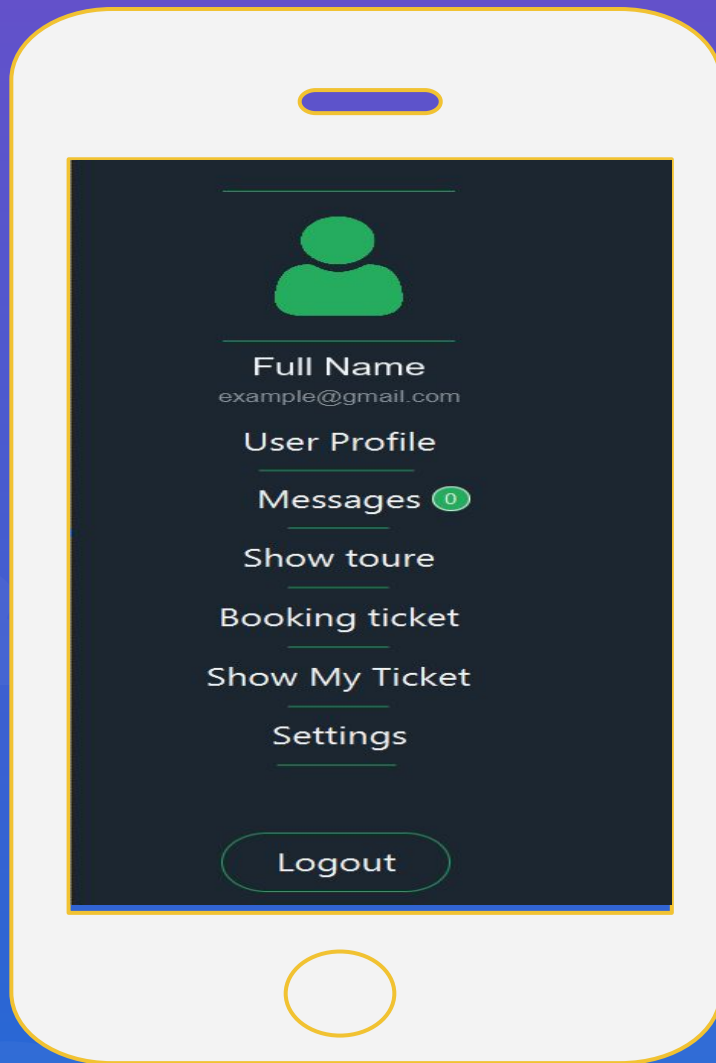 Full Name
example@gmail.com
User Profile
Messages 0
Show toure
Booking ticket
Show My Ticket
Settings
Logout